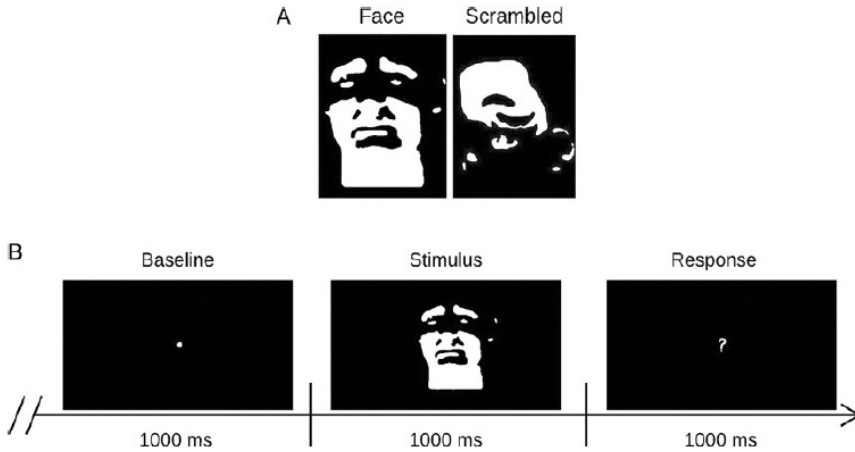 A
Face Scrambled
B
Baseline Stimulus Response
?
1000 ms 1000 ms 1000 ms